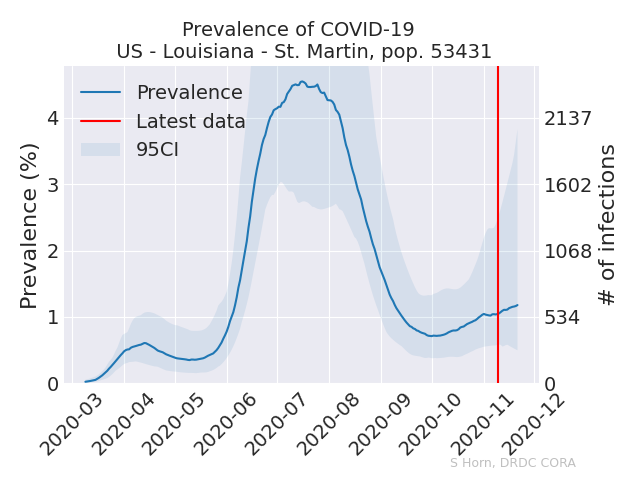 Prevalence of COVID-19
US - Louisiana - St. Martin, pop. 53431
Prevalence
Latest data
95CI
Prevalence (%)
4
3
2
1
0
2137
1602
1068
534
0
# of infections
2020-03
2020-04
2020-05
2020-06
2020-07
2020-08
2020-09
2020-10
2020-11
2020-12
S Horn, DRDC CORA